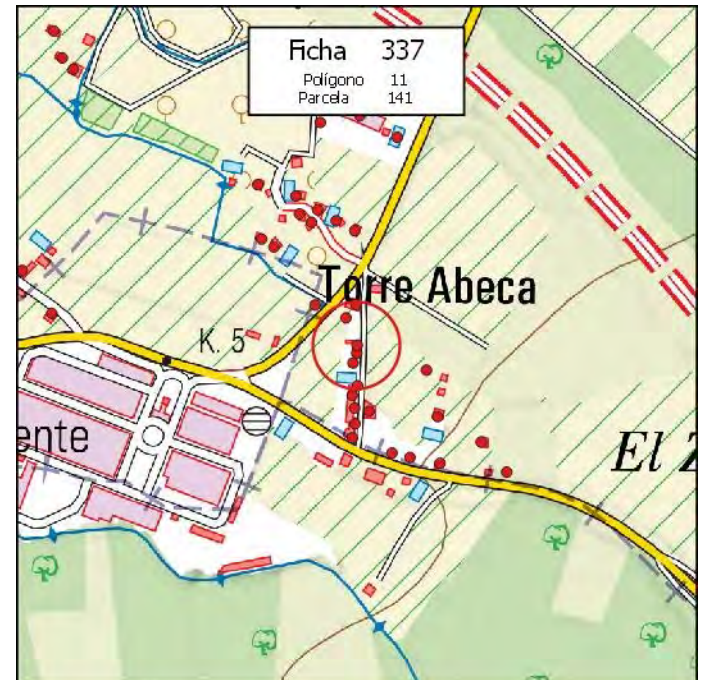 Ficha 337
Polígono 11
Parcela 141
Torre Abeca
K. 5
ente
El Z